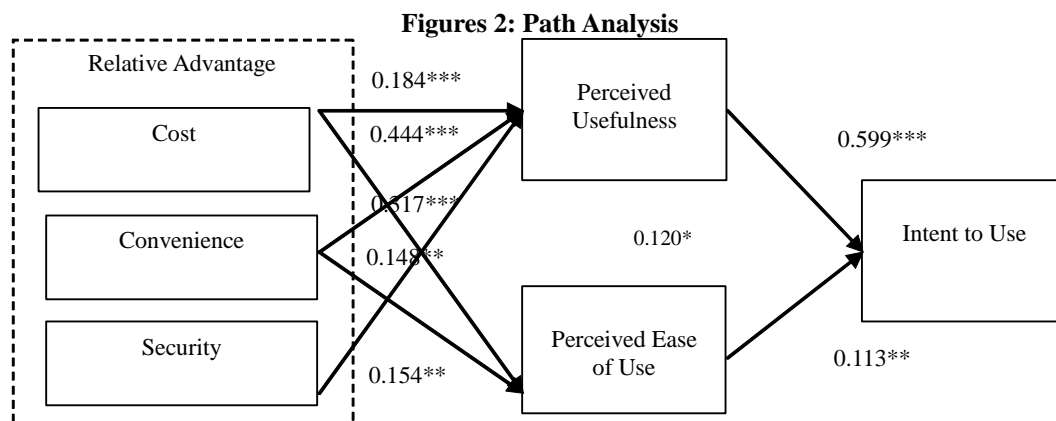 Figures 2: Path Analysis
Relative Advantage
Cost
Convenience
Security
0.184***
0.444***
0.317***
0.148**
0.154**
Perceived
Usefulness
0.120*
Perceived Ease
of Use
0.599***
0.113**
Intent to Use